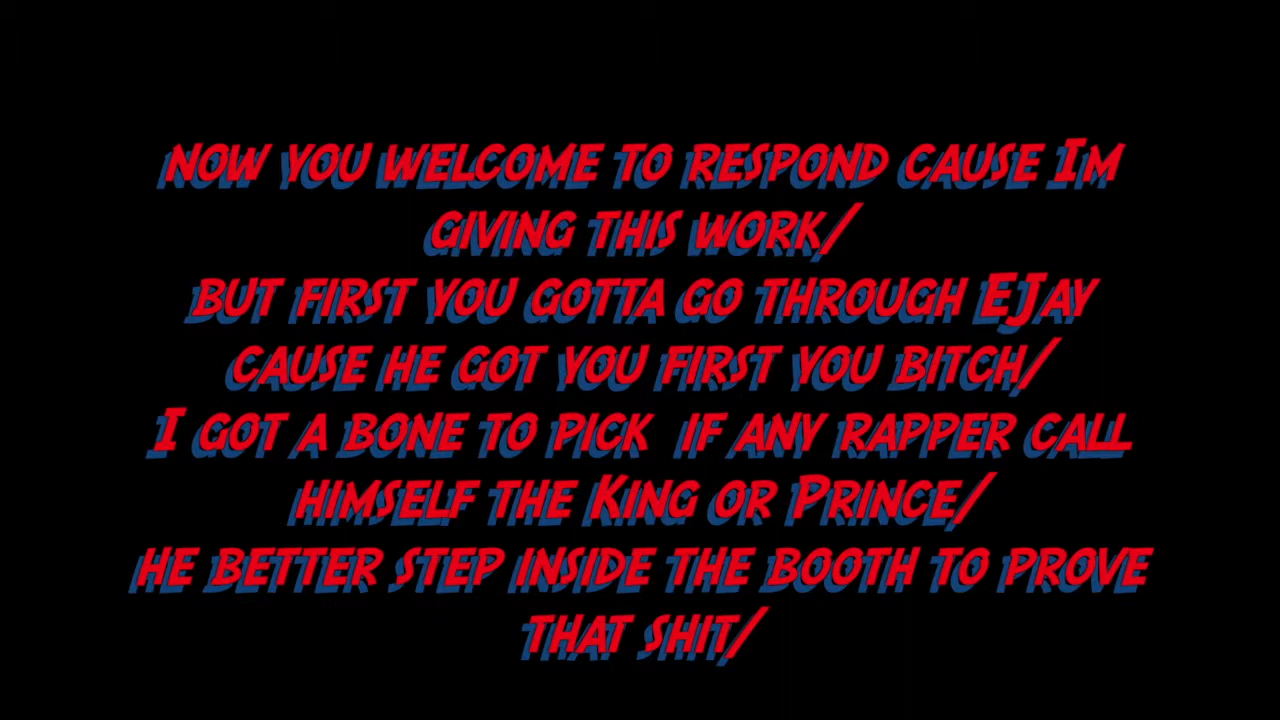 NOW YOU WELCOME TO RESPOND CAUSE IM
GIVING THIS WORK/
BUT FIRST YOU GOTTA GO THROUGH EJAY
CAUSE HE GOT YOU FIRST YOU BITCH/
I GOT A BONE TO PICK  IF ANY RAPPER CALL
HIMSELF THE KING OR PRINCE/
HE BETTER STEP INSIDE THE BOOTH TO PROVE
THAT SHIT/